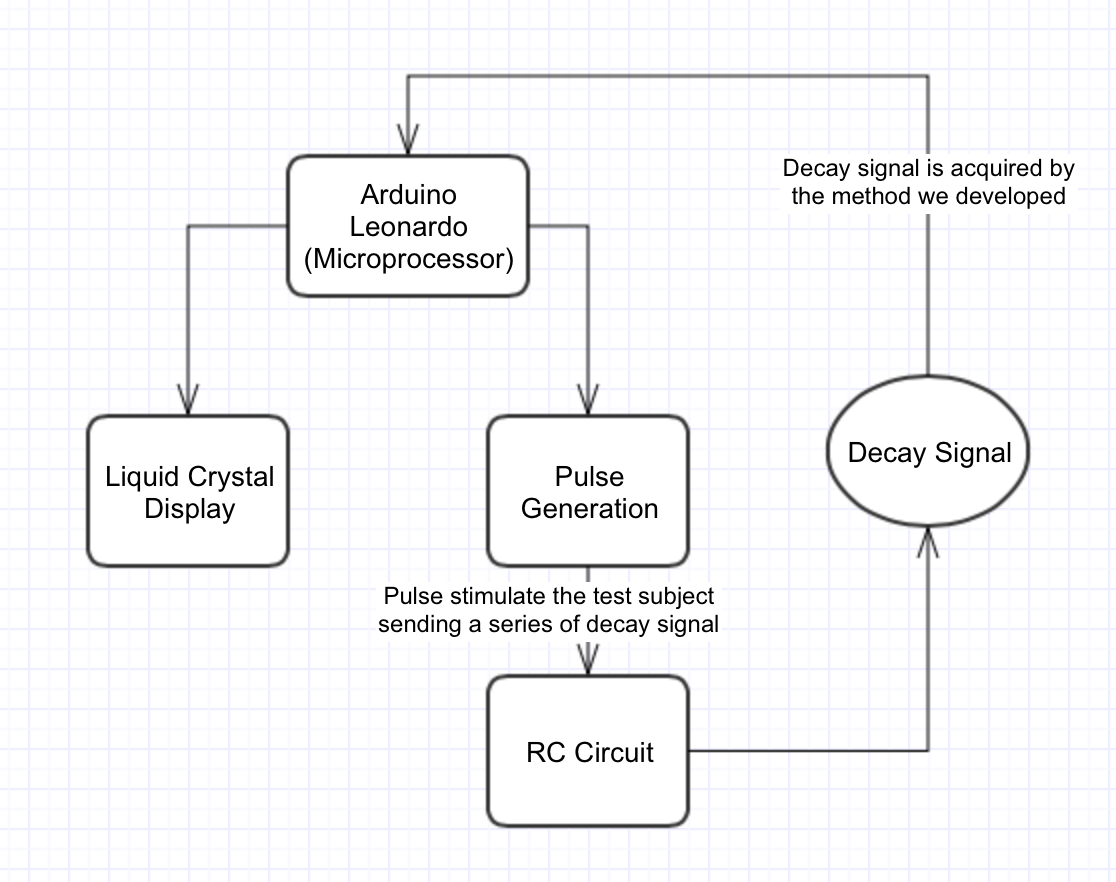 Decay signal is acquired by
the method we developed
Arduino
Leonardo
(Microprocessor)
Decay Signal
Liquid Crystal
Display
Pulse
Generation
Pulse stimulate the test subject
sending a series of decay signal
RC Circuit